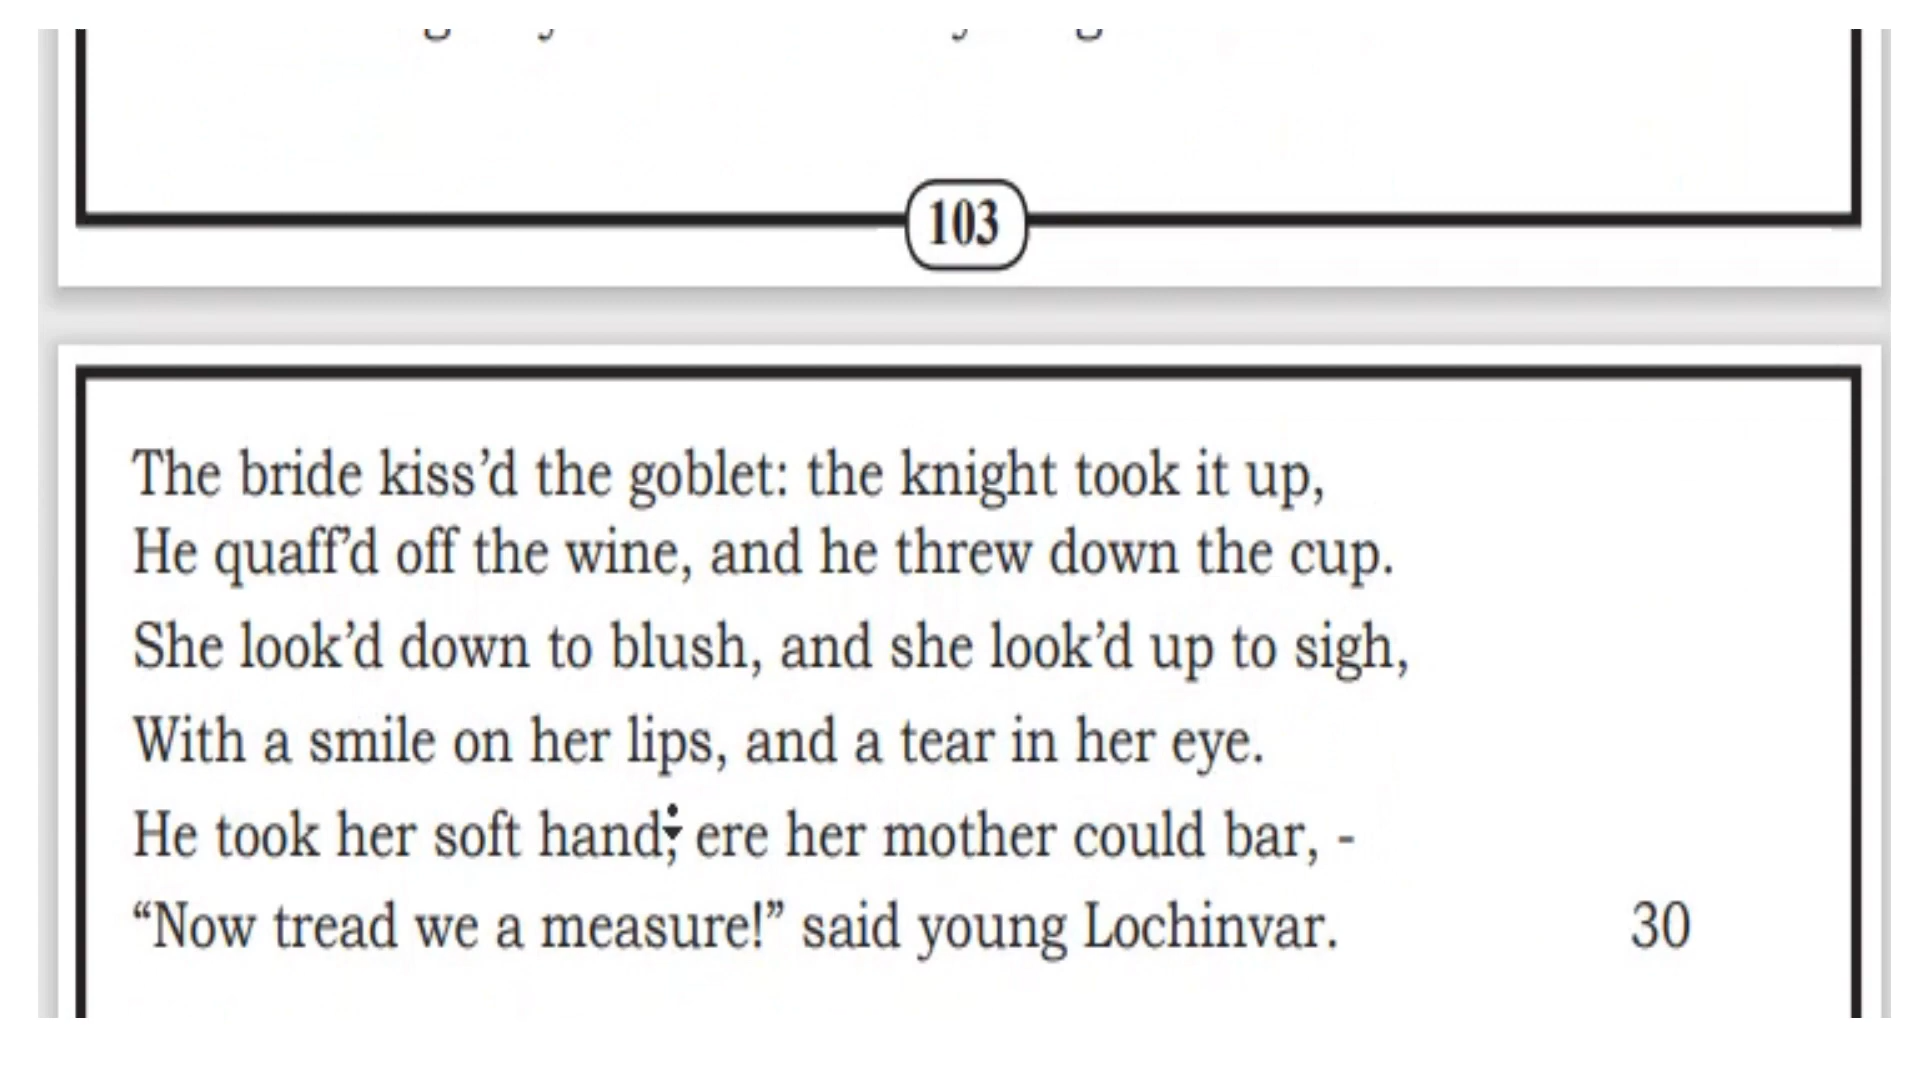 103
The bride kiss’d the goblet: the knight took it up,
He quaff’d off the wine, and he threw down the cup.
She look’d down to blush, and she look’d up to sigh,
With a smile on her lips, and a tear in her eye.
He took her soft hand; ere her mother could bar, -
“Now tread we a measure!” said young Lochinvar. 30